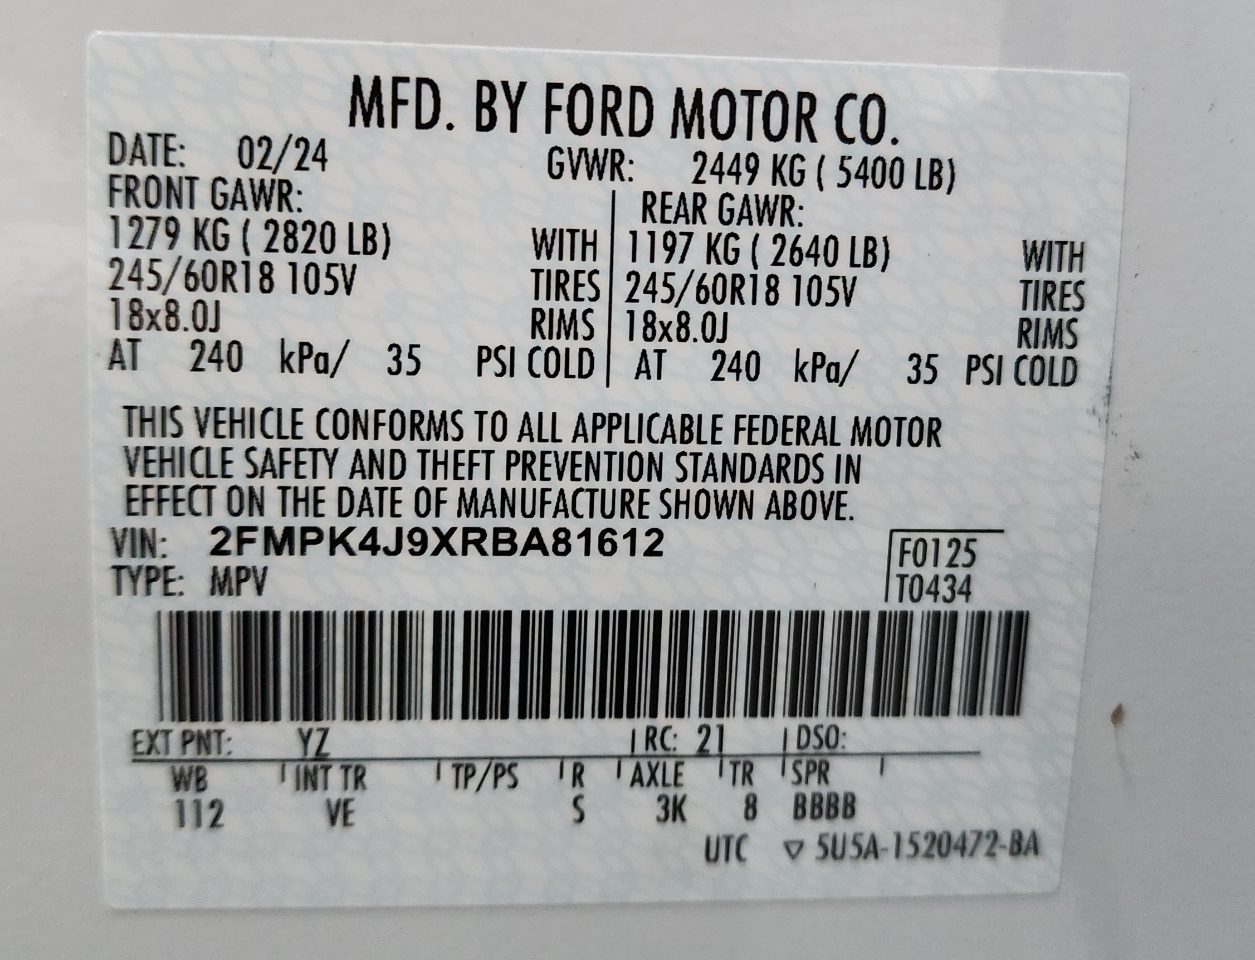 MFD. BY FORD MOTOR CO.
DATE: 02/24 GVWR: 2449 KG ( 5400 LB)
FRONT GAWR: REAR GAWR:
1279 KG ( 2820 LB) WITH 1197 KG ( 2640 LB) WITH
245/60R18 105V TIRES 245/60R18 105V TIRES
18x8.0J RIMS 18x8.0J RIMS
AT 240 kPa/ 35 PSI COLD AT 240 kPa/ 35 PSI COLD
THIS VEHICLE CONFORMS TO ALL APPLICABLE FEDERAL MOTOR
VEHICLE SAFETY AND THEFT PREVENTION STANDARDS IN
EFFECT ON THE DATE OF MANUFACTURE SHOWN ABOVE.
VIN: 2FMPK4J9XRBA81612 F0125
TYPE: MPV T0434
EXT PNT: YZ RC: 21 DSO:
WB INT TR TP/PS R AXLE TR SPR
112 VE S 3K 8 BBBB
UTC ▽ 5U5A-1520472-BA